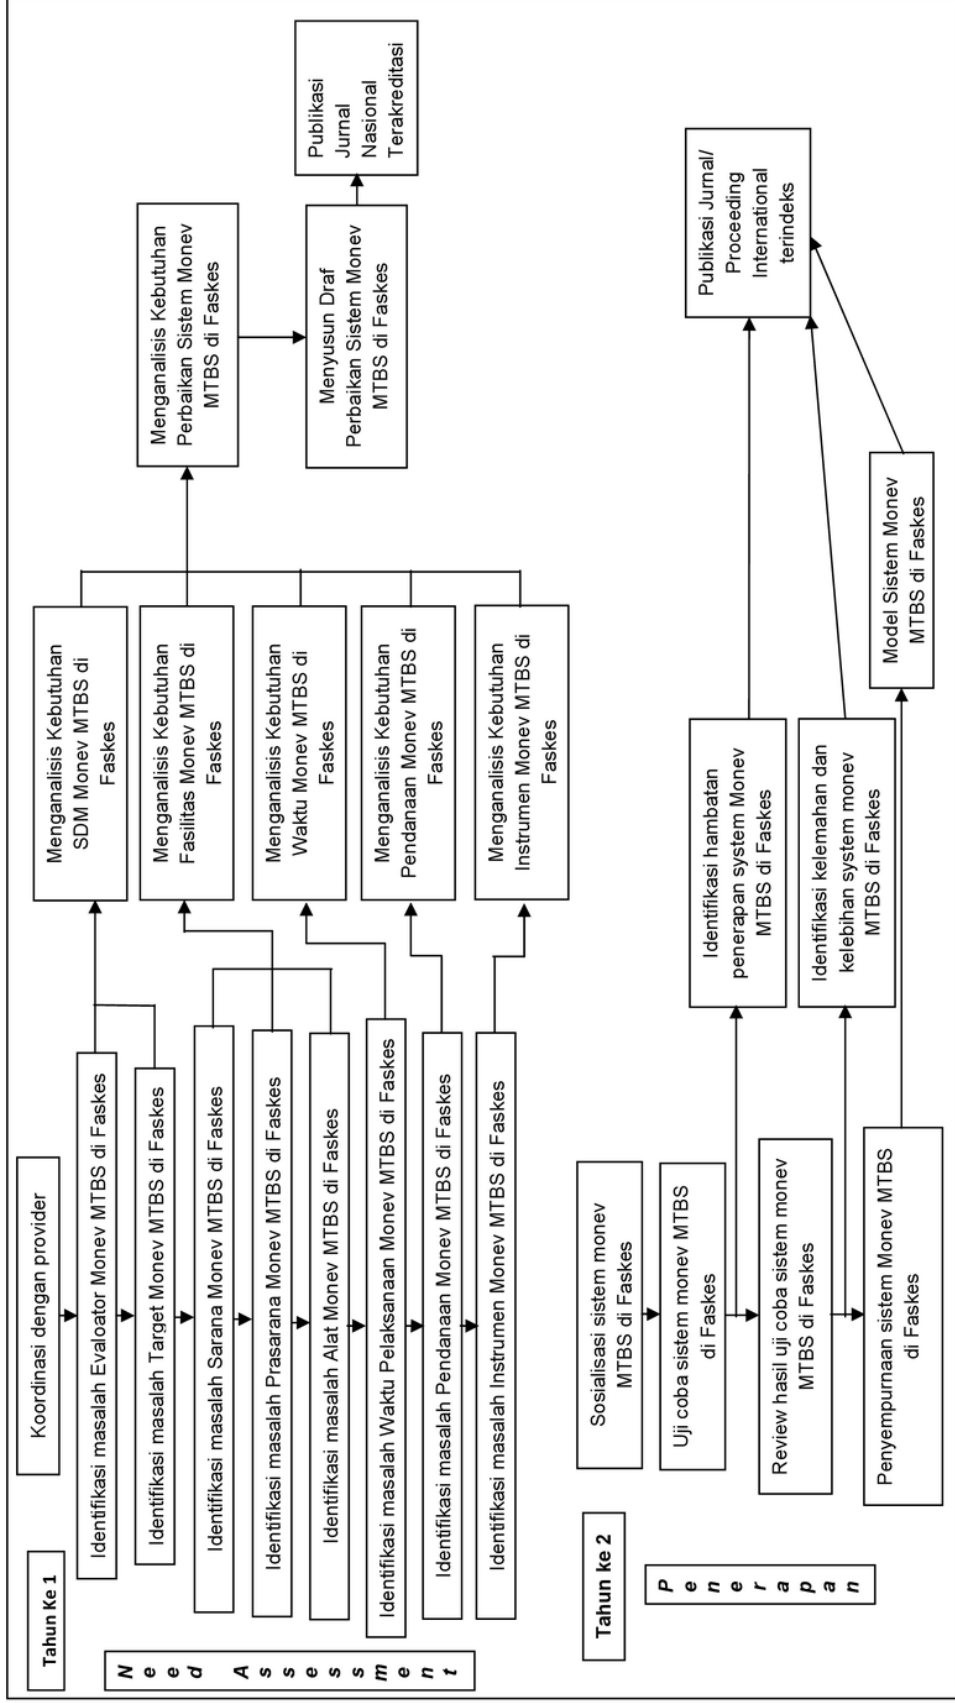 Tahun Ke 1
Need Assessment
Koordinasi dengan provider
Identifikasi masalah Evaloator Monev MTBS di Faskes
Identifikasi masalah Target Monev MTBS di Faskes
Identifikasi masalah Sarana Monev MTBS di Faskes
Identifikasi masalah Prasarana Monev MTBS di Faskes
Identifikasi masalah Alat Monev MTBS di Faskes
Identifikasi masalah Waktu Pelaksanaan Monev MTBS di Faskes
Identifikasi masalah Pendanaan Monev MTBS di Faskes
Identifikasi masalah Instrumen Monev MTBS di Faskes
Menganalisis Kebutuhan
SDM Monev MTBS di
Faskes
Menganalisis Kebutuhan
Fasilitas Monev MTBS di
Faskes
Menganalisis Kebutuhan
Waktu Monev MTBS di
Faskes
Menganalisis Kebutuhan
Pendanaan Monev MTBS di
Faskes
Menganalisis Kebutuhan
Instrumen Monev MTBS di
Faskes
Menganalisis Kebutuhan
Perbaikan Sistem Monev
MTBS di Faskes
Menyusun Draf
Perbaikan Sistem Monev
MTBS di Faskes
Publikasi
Jurnal
Nasional
Terakreditasi
Tahun ke 2
Penerapan
Sosialisasi sistem monev
MTBS di Faskes
Uji coba sistem monev MTBS
di Faskes
Review hasil uji coba sistem monev
MTBS di Faskes
Penyempurnaan sistem Monev MTBS
di Faskes
Identifikasi hambatan
penerapan system Monev
MTBS di Faskes
Identifikasi kelemahan dan
kelebihan system monev
MTBS di Faskes
Model Sistem Monev
MTBS di Faskes
Publikasi Jurnal/
Proceeding
International
terindeks